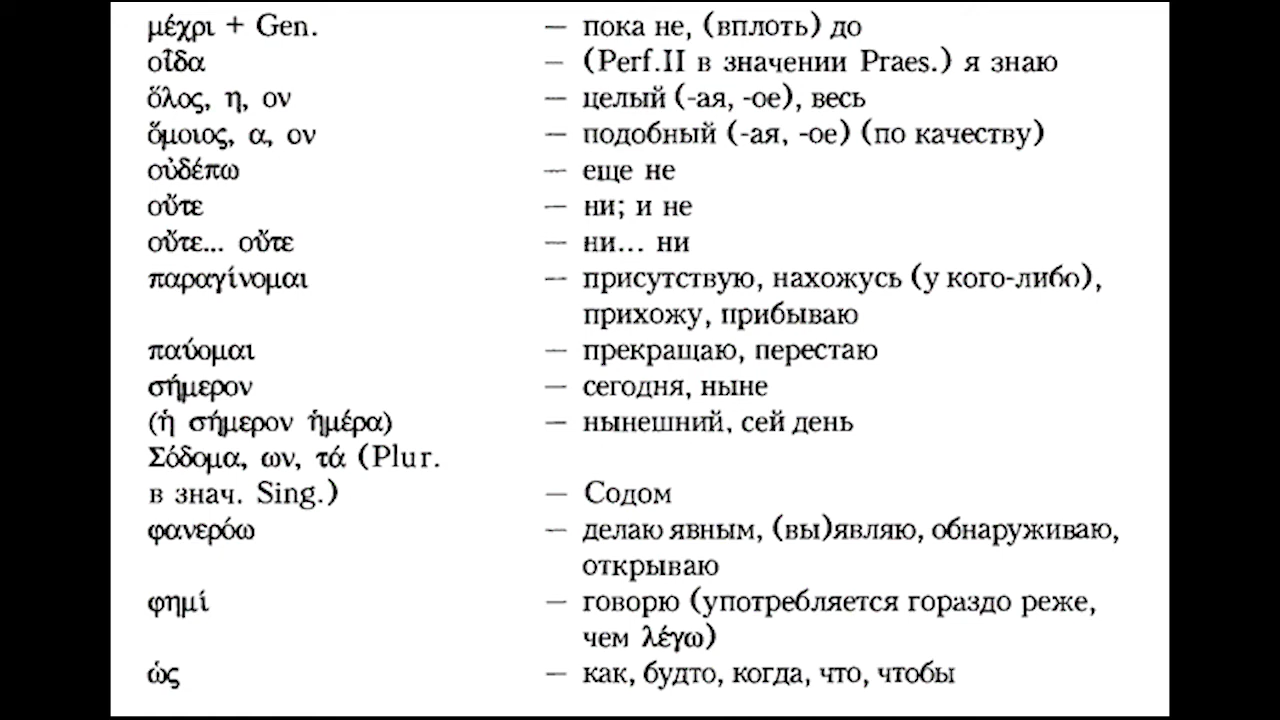 μέχρι + Gen. — пока не, (вплоть) до
οἶδα — (Perf.II в значении Praes.) я знаю
ὅλος, η, ον — целый (-ая, -ое), весь
ὅμοιος, α, ον — подобный (-ая, -ое) (по качеству)
οὐδέπω — еще не
οὔτε — ни; и не
οὔτε... οὔτε — ни... ни
παραγίνομαι — присутствую, нахожусь (у кого-либо),
прихожу, прибываю
παύομαι — прекращаю, перестаю
σήμερον — сегодня, ныне
(ἡ σήμερον ἡμέρα) — нынешний, сей день
Σόδομα, ων, τά (Plur.
в знач. Sing.) — Содом
φανερόω — делаю явным, (вы)являю, обнаруживаю,
открываю
φημί — говорю (употребляется гораздо реже,
чем λέγω)
ὡς — как, будто, когда, что, чтобы